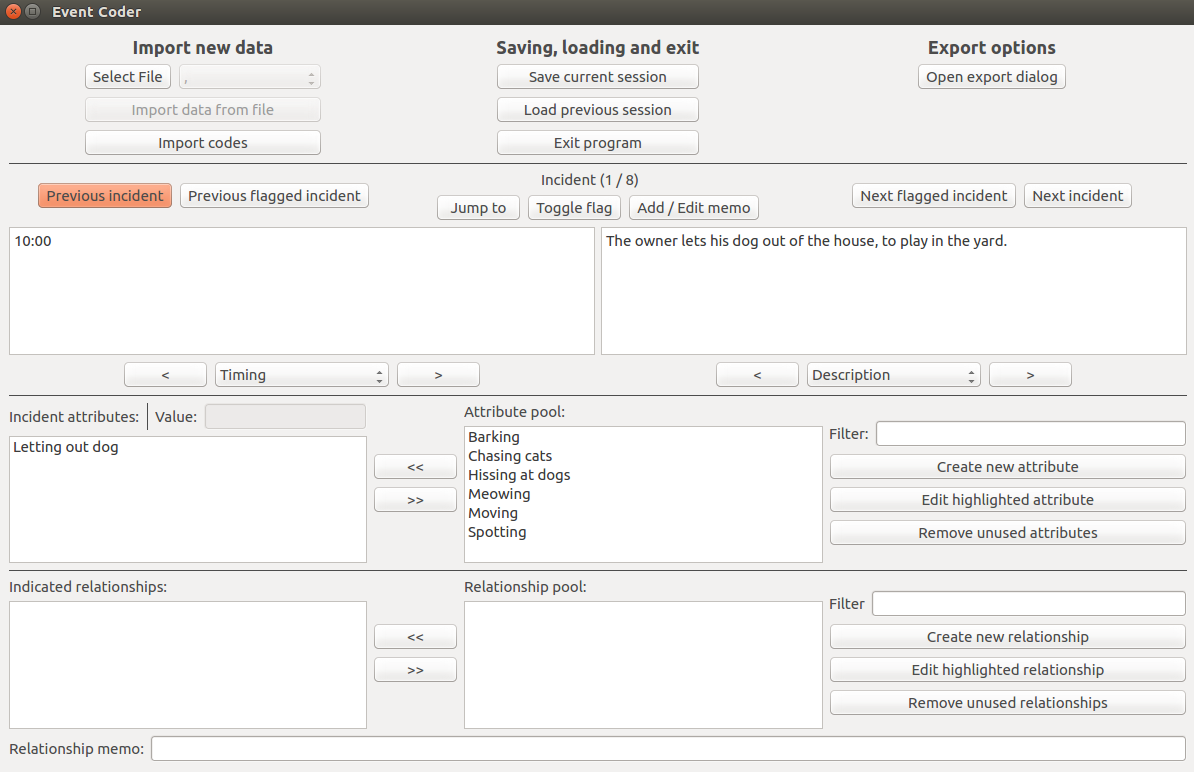 Event Coder
Import new data
Saving, loading and exit
Export options
Select File
,
Save current session
Open export dialog
Import data from file
Load previous session
Import codes
Exit program
Incident (1 / 8)
Previous incident
Previous flagged incident
Jump to
Toggle flag
Add / Edit memo
Next flagged incident
Next incident
10:00
The owner lets his dog out of the house, to play in the yard.
<
Timing
>
<
Description
>
Incident attributes:
Value:
Letting out dog
<<
>>
Attribute pool:
Barking
Chasing cats
Hissing at dogs
Meowing
Moving
Spotting
Filter:
Create new attribute
Edit highlighted attribute
Remove unused attributes
Indicated relationships:
<<
>>
Relationship pool:
Filter
Create new relationship
Edit highlighted relationship
Remove unused relationships
Relationship memo: